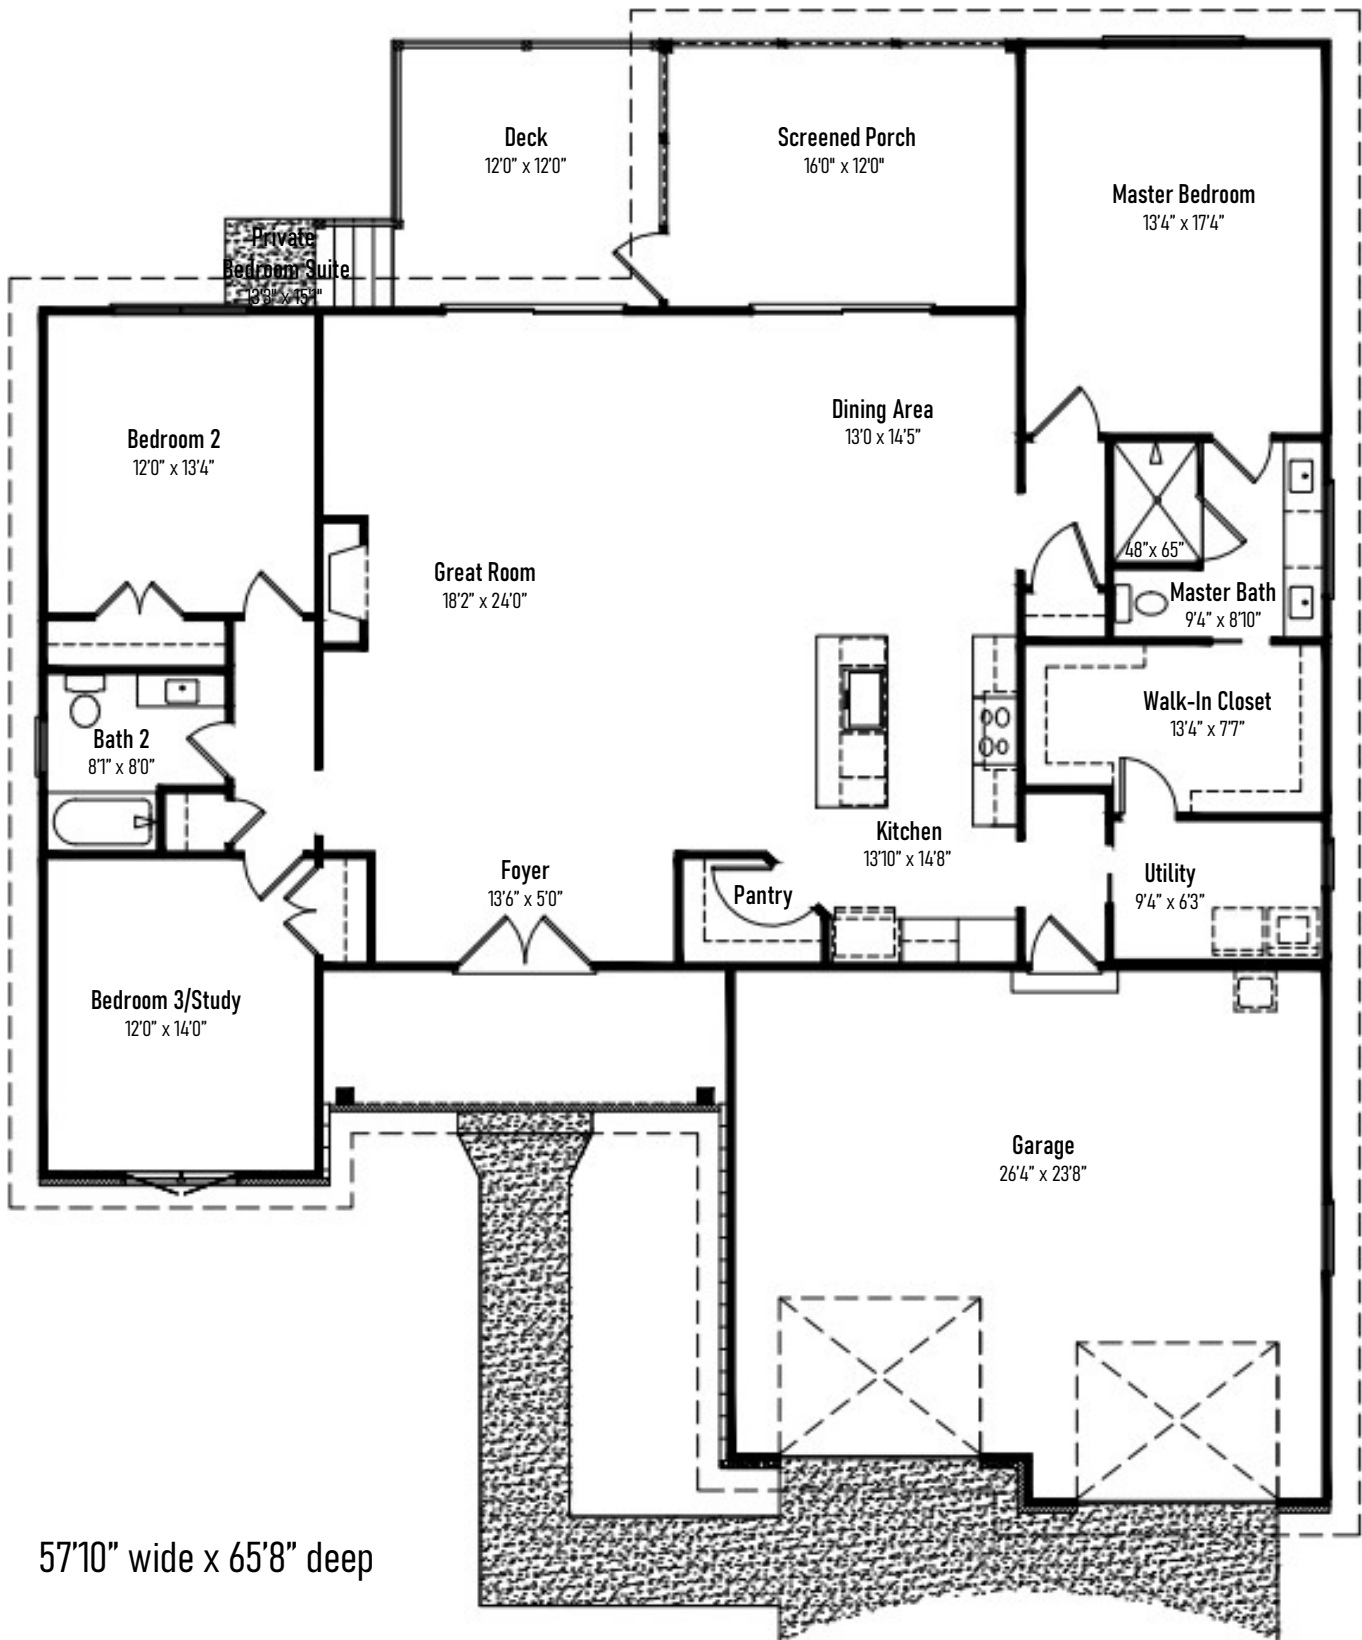 Deck
12'0" x 12'0"
Screened Porch
16'0" x 12'0"
Master Bedroom
13'4" x 17'4"
Private
Bedroom Suite
13'3" x 15'1"
Bedroom 2
12'0" x 13'4"
Dining Area
13'0 x 14'5"
Great Room
18'2" x 24'0"
48"x 65"
Master Bath
9'4" x 8'10"
Walk-In Closet
13'4" x 7'7"
Bath 2
8'1" x 8'0"
Kitchen
13'10" x 14'8"
Foyer
13'6" x 5'0"
Pantry
Utility
9'4" x 6'3"
Bedroom 3/Study
12'0" x 14'0"
Garage
26'4" x 23'8"
57'10" wide x 65'8" deep